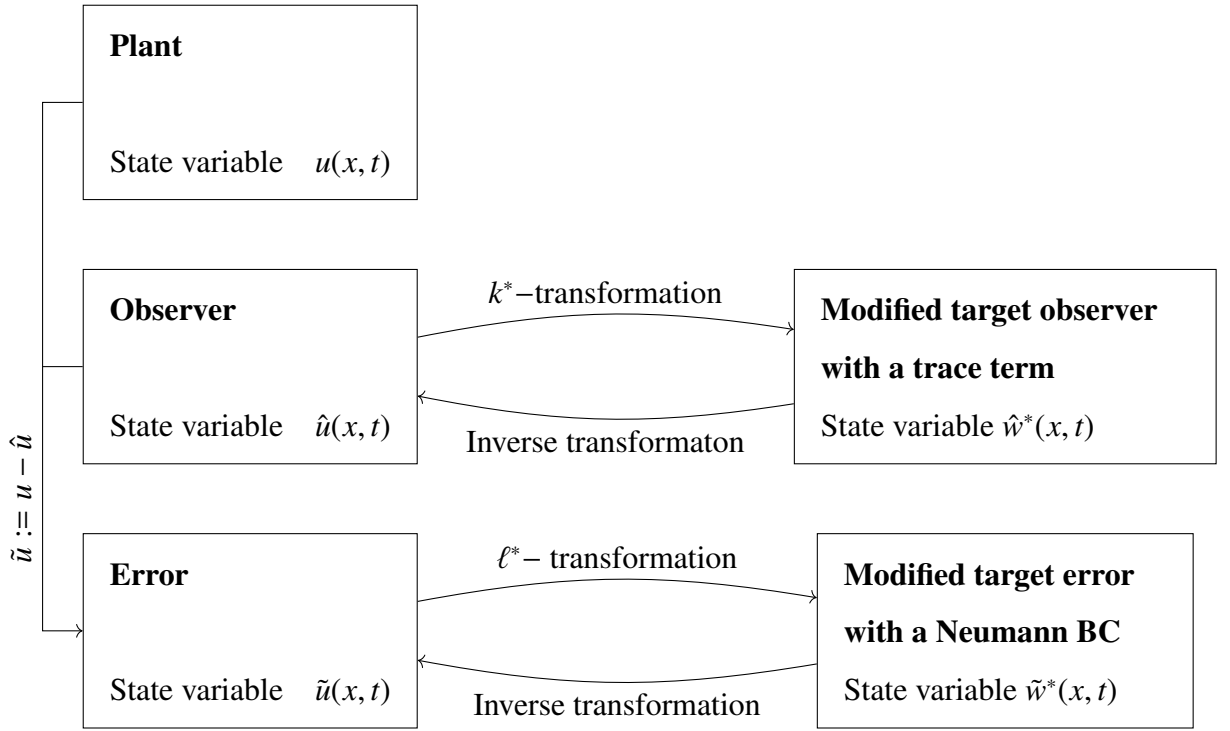 Plant
State variable u(x, t)
Observer
State variable û(x, t)
k*−transformation
Inverse transformaton
Modified target observer
with a trace term
State variable ŵ*(x, t)
ũ := u − û
Error
State variable ũ(x, t)
ℓ*− transformation
Inverse transformation
Modified target error
with a Neumann BC
State variable w̃*(x, t)